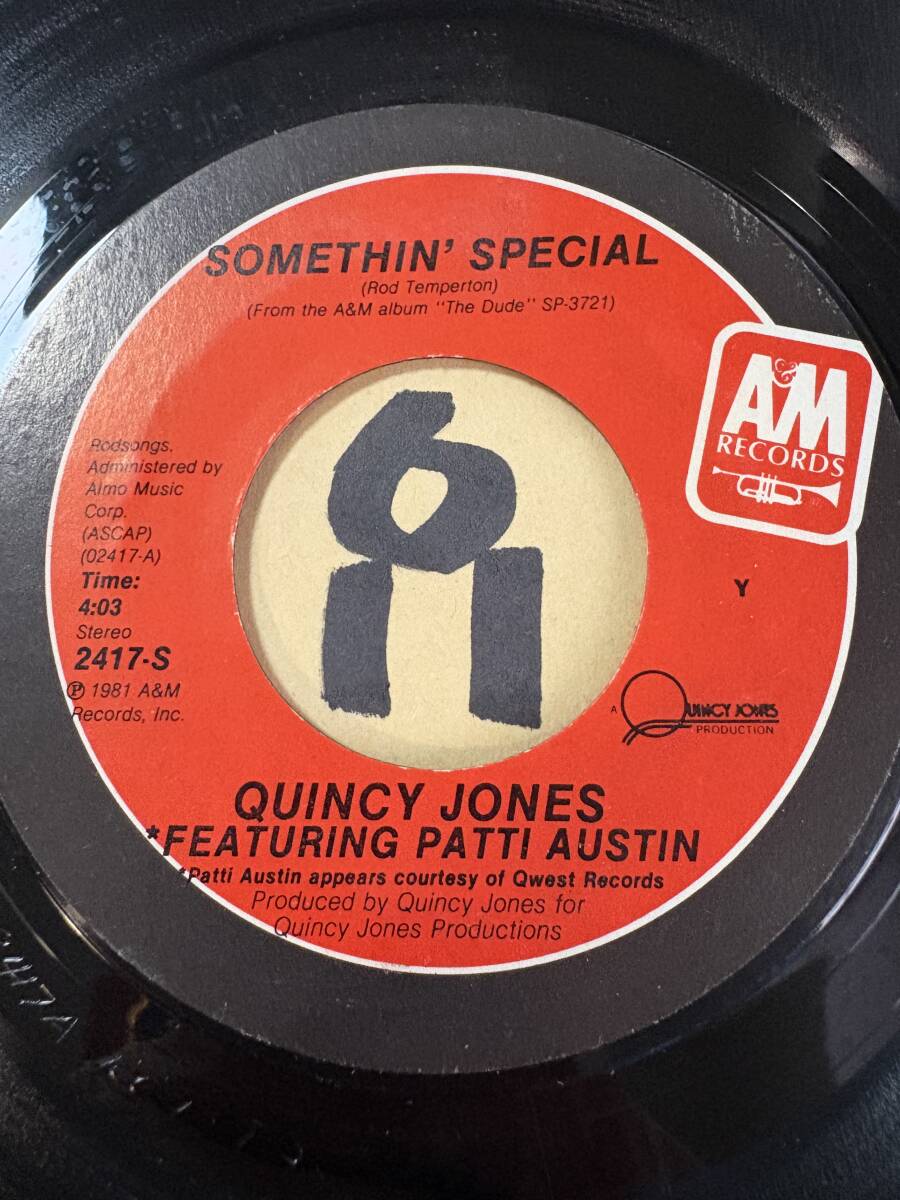 SOMETHIN' SPECIAL
(Rod Temperton)
(From the A&M album "The Dude" SP-3721)
A&M
RECORDS
Rodsongs.
Administered by
Almo Music
Corp.
(ASCAP)
(02417-A)
Time:
4:03
Stereo
2417-S
Ⓟ 1981 A&M
Records, Inc.
6
Y
A QUINCY JONES
PRODUCTION
QUINCY JONES
*FEATURING PATTI AUSTIN
*Patti Austin appears courtesy of Qwest Records
Produced by Quincy Jones for
Quincy Jones Productions
417A